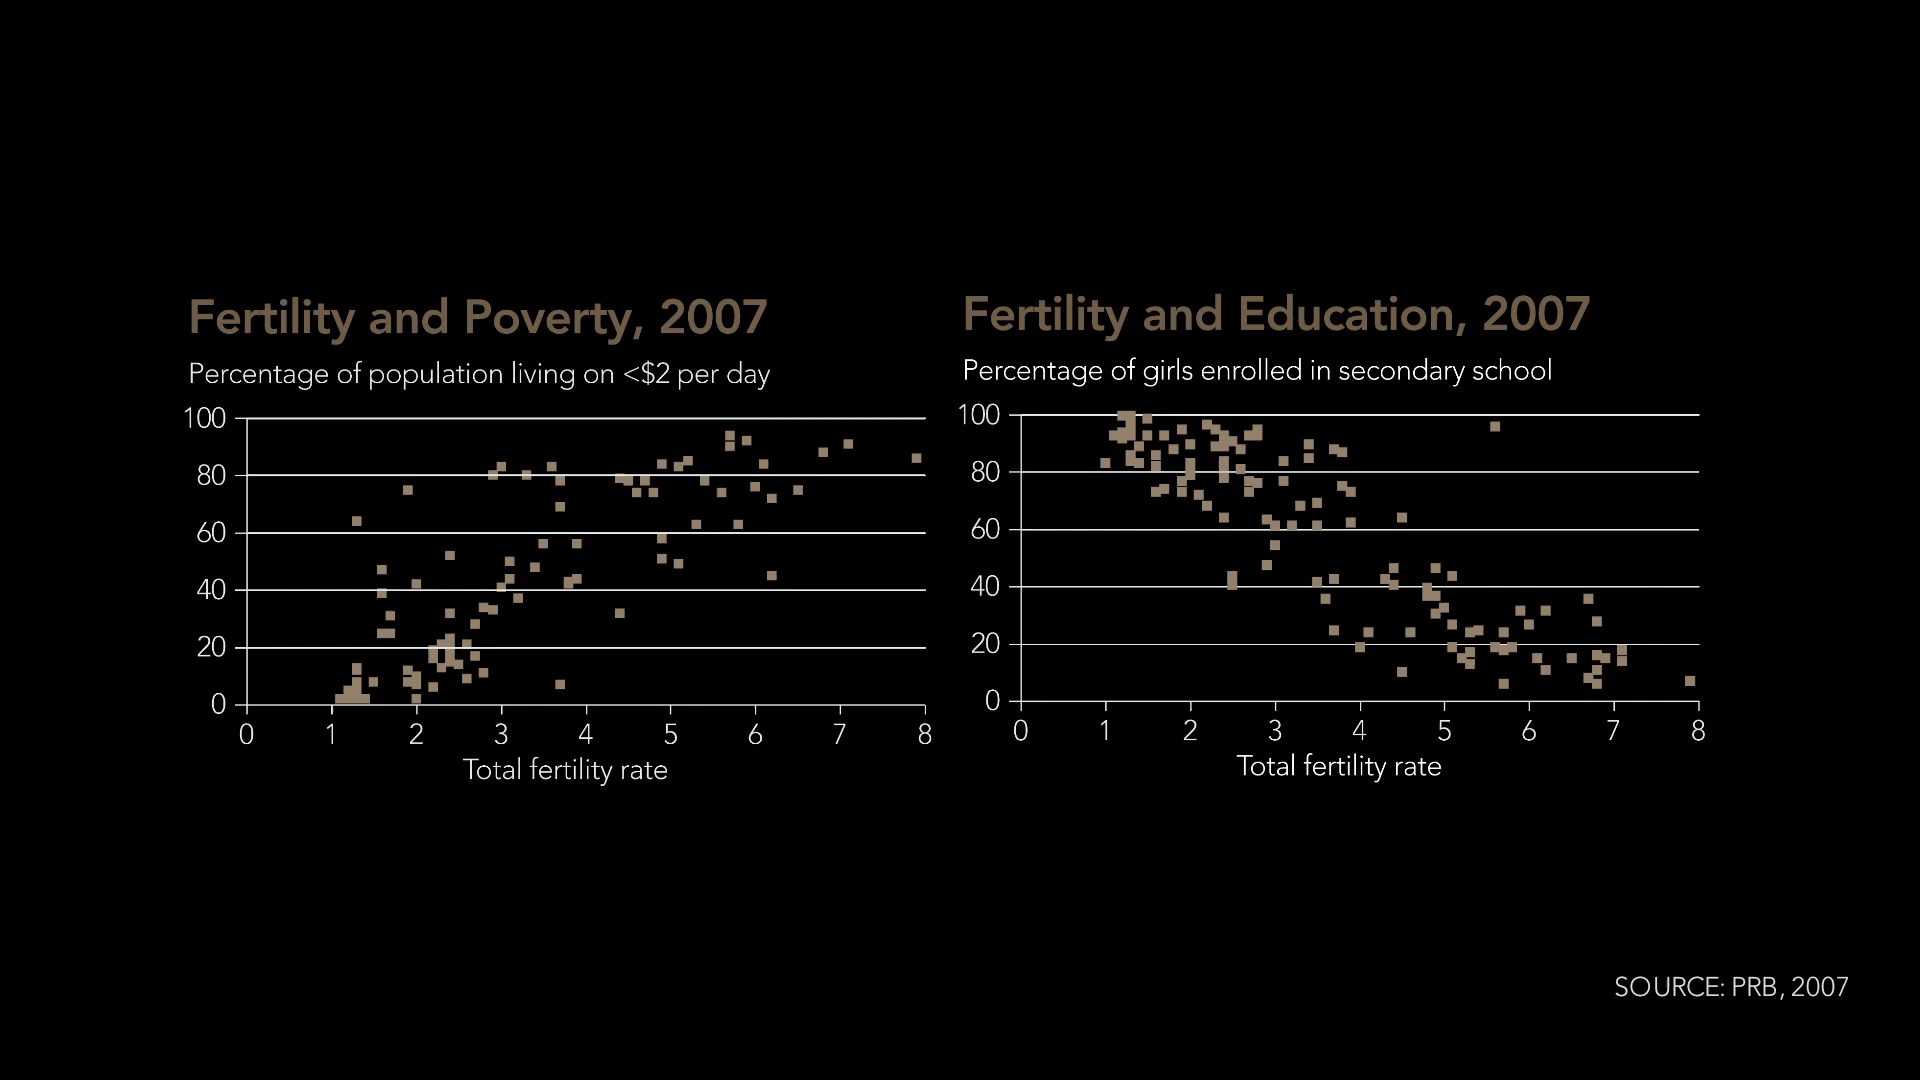 Fertility and Poverty, 2007
Percentage of population living on <$2 per day
100
80
60
40
20
0
0 1 2 3 4 5 6 7 8
Total fertility rate
Fertility and Education, 2007
Percentage of girls enrolled in secondary school
100
80
60
40
20
0
0 1 2 3 4 5 6 7 8
Total fertility rate
SOURCE: PRB, 2007